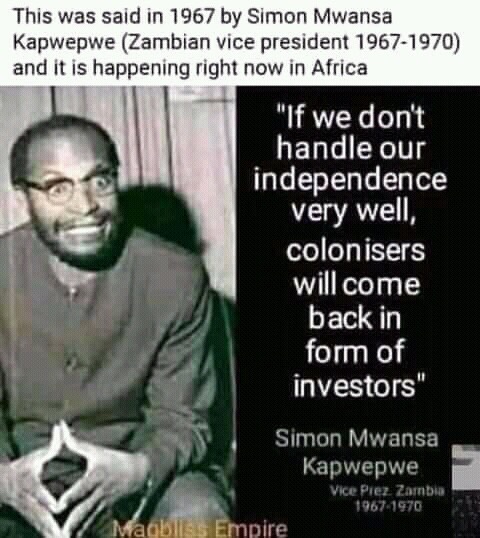 This was said in 1967 by Simon Mwansa
Kapwepwe (Zambian vice president 1967-1970)
and it is happening right now in Africa
"If we don't
handle our
independence
very well,
colonisers
will come
back in
form of
investors"
Simon Mwansa
Kapwepwe
Vice Prez. Zambia
1967-1970
Magbliss Empire